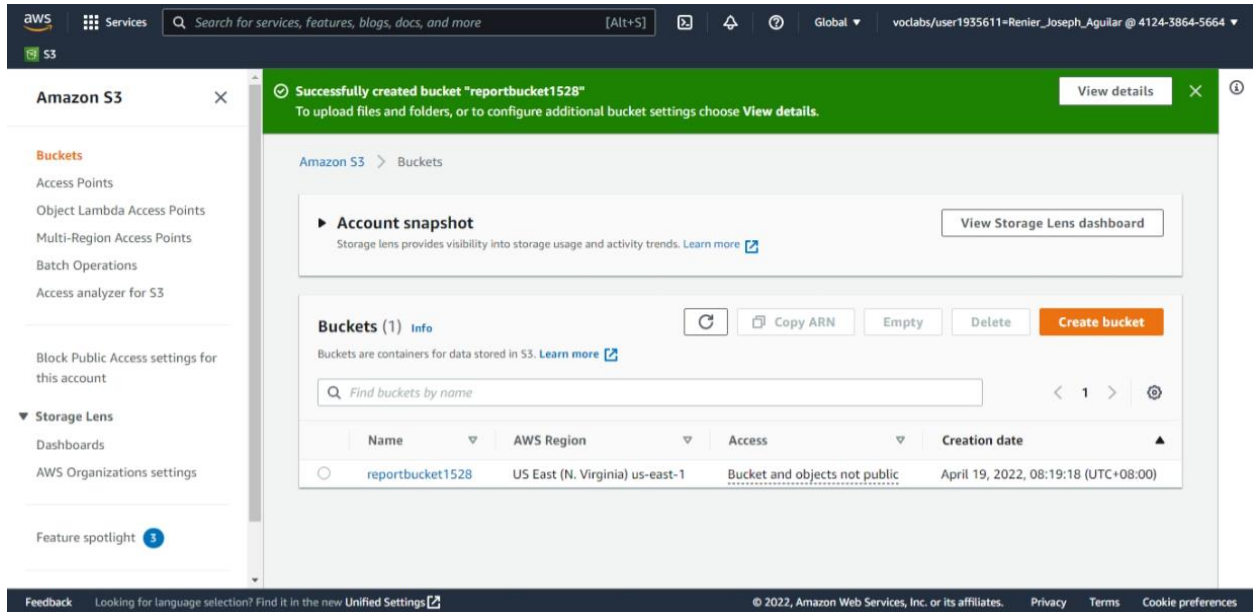 aws
Services
Search for services, features, blogs, docs, and more
[Alt+S]
Global ▼
voclabs/user1935611=Renier_Joseph_Aguilar @ 4124-3864-5664 ▼
S3
Amazon S3
Buckets
Access Points
Object Lambda Access Points
Multi-Region Access Points
Batch Operations
Access analyzer for S3
Block Public Access settings for
this account
▼ Storage Lens
Dashboards
AWS Organizations settings
Feature spotlight 3
Successfully created bucket "reportbucket1528"
To upload files and folders, or to configure additional bucket settings choose View details.
View details
Amazon S3 > Buckets
Account snapshot
Storage lens provides visibility into storage usage and activity trends. Learn more
View Storage Lens dashboard
Buckets (1) Info
Copy ARN
Empty
Delete
Create bucket
Buckets are containers for data stored in S3. Learn more
Find buckets by name
< 1 >
Name AWS Region Access Creation date
reportbucket1528 US East (N. Virginia) us-east-1 Bucket and objects not public April 19, 2022, 08:19:18 (UTC+08:00)
Feedback Looking for language selection? Find it in the new Unified Settings © 2022, Amazon Web Services, Inc. or its affiliates. Privacy Terms Cookie preferences